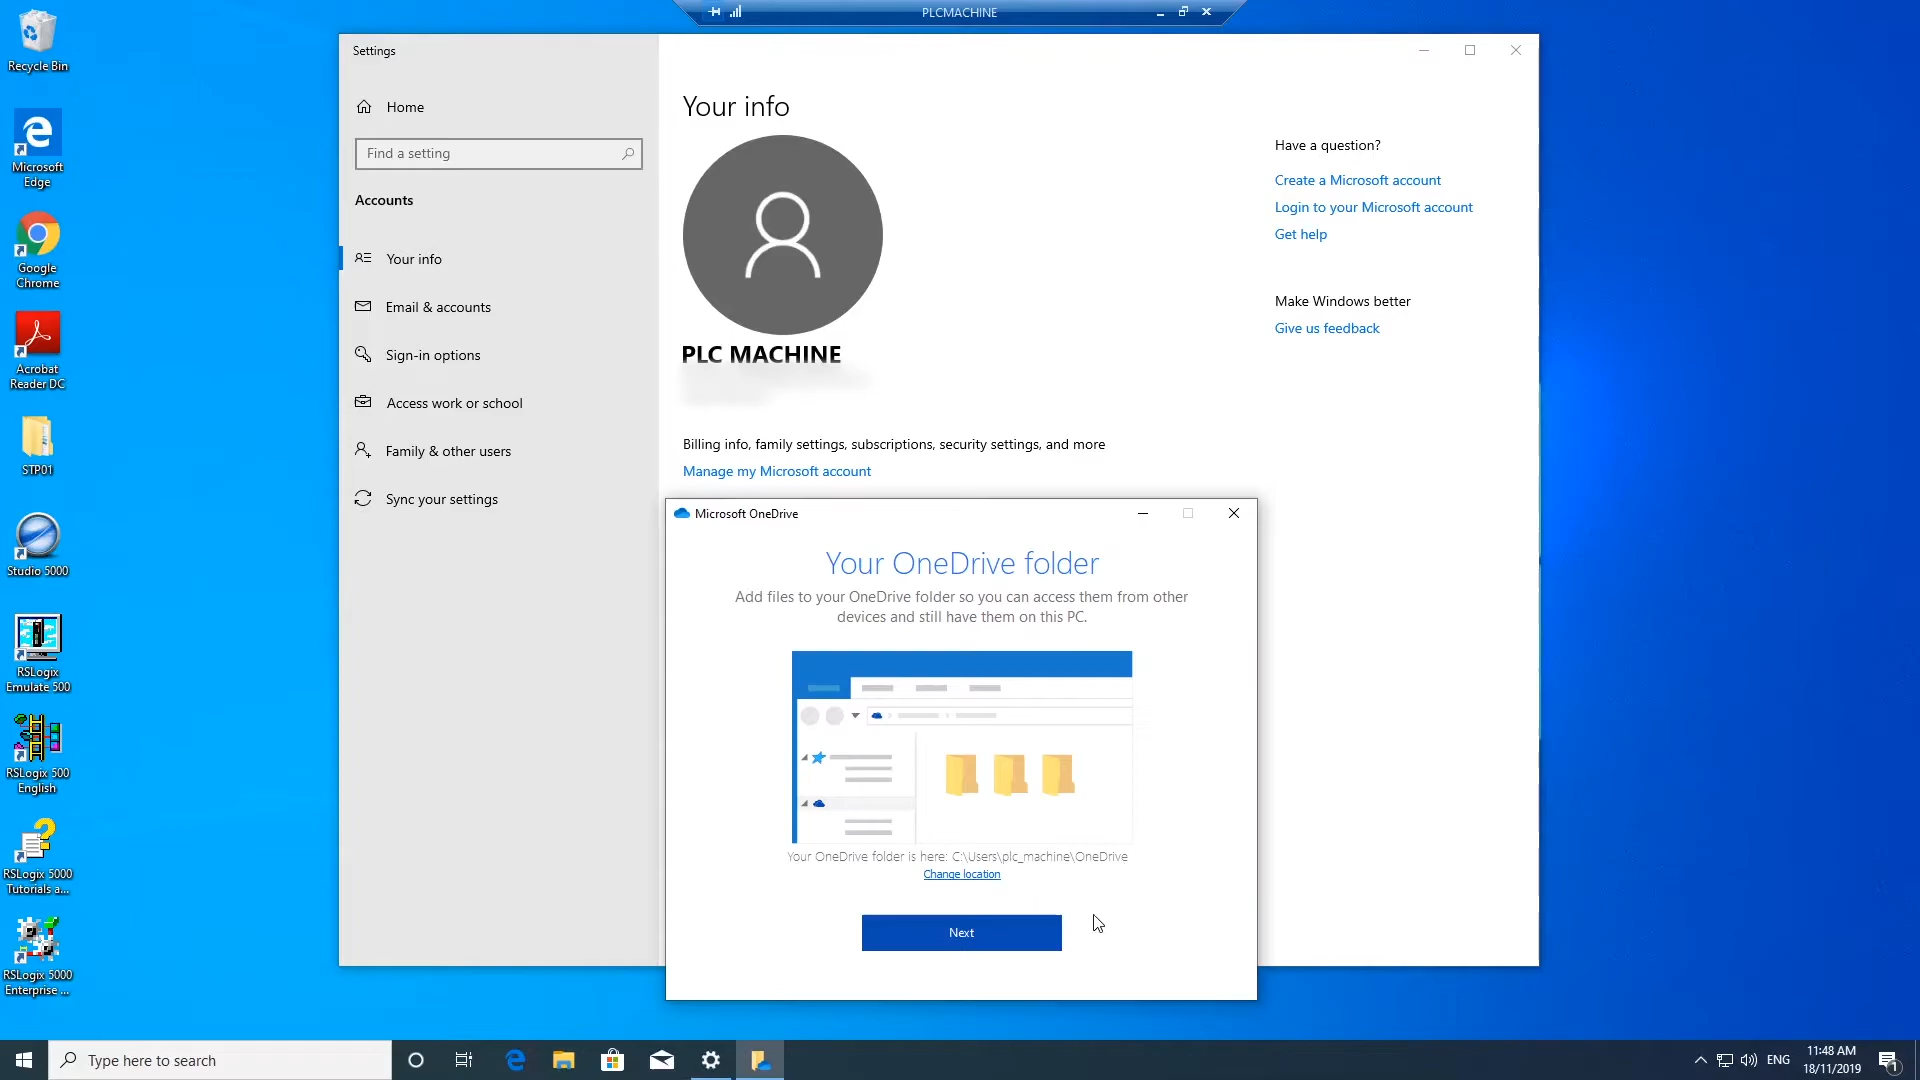 PLCMACHINE
Recycle Bin
Microsoft
Edge
Google
Chrome
Acrobat
Reader DC
STP01
Studio 5000
RSLogix
Emulate 500
RSLogix 500
English
RSLogix 5000
Tutorials a...
RSLogix 5000
Enterprise ...
Settings
Home
Find a setting
Accounts
Your info
Email & accounts
Sign-in options
Access work or school
Family & other users
Sync your settings
Your info
PLC MACHINE
Billing info, family settings, subscriptions, security settings, and more
Manage my Microsoft account
Have a question?
Create a Microsoft account
Login to your Microsoft account
Get help
Make Windows better
Give us feedback
Microsoft OneDrive
Your OneDrive folder
Add files to your OneDrive folder so you can access them from other
devices and still have them on this PC.
Your OneDrive folder is here: C:\Users\plc_machine\OneDrive
Change location
Next
Type here to search
ENG
11:48 AM
18/11/2019
1